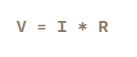 V = I * R